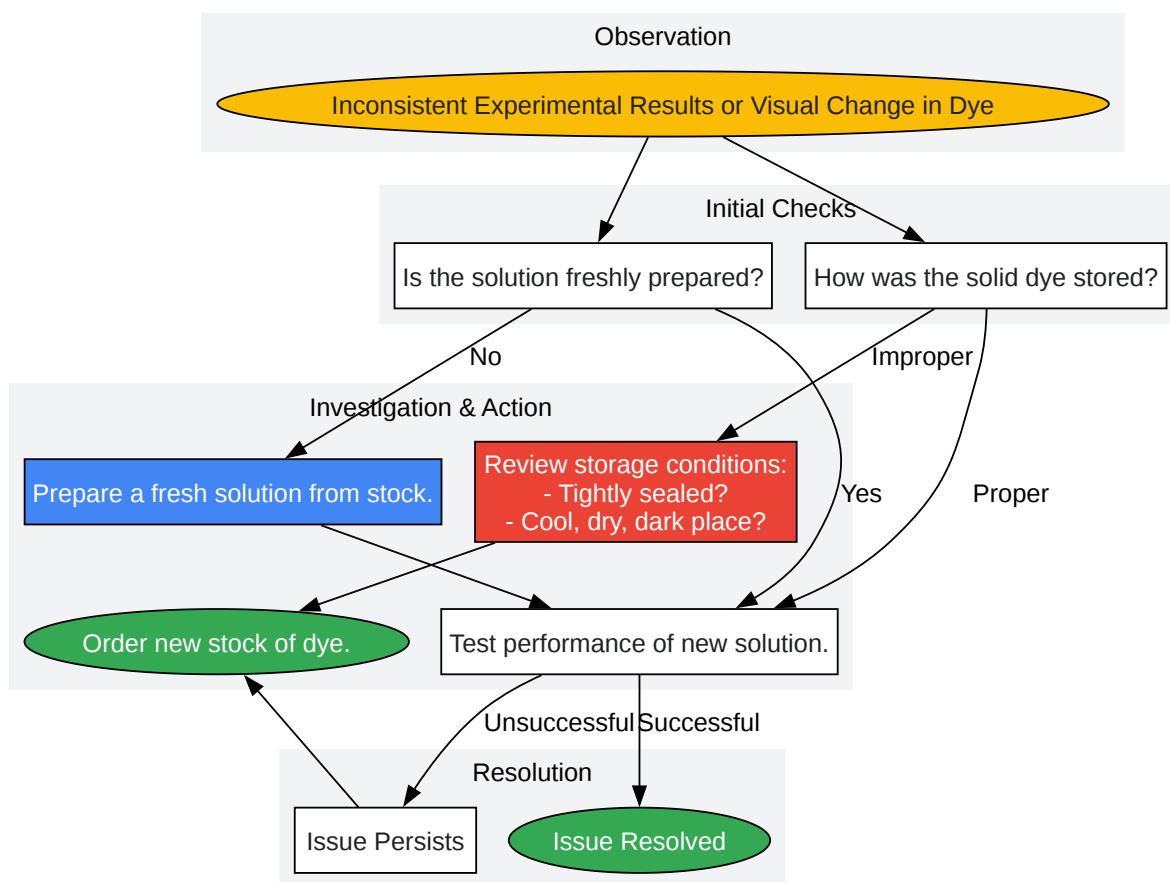 Observation
Inconsistent Experimental Results or Visual Change in Dye
Initial Checks
Is the solution freshly prepared?
How was the solid dye stored?
No
Improper
Investigation & Action
Prepare a fresh solution from stock.
Review storage conditions:
- Tightly sealed?
- Cool, dry, dark place?
Yes
Proper
Order new stock of dye.
Test performance of new solution.
Unsuccessful
Successful
Resolution
Issue Persists
Issue Resolved